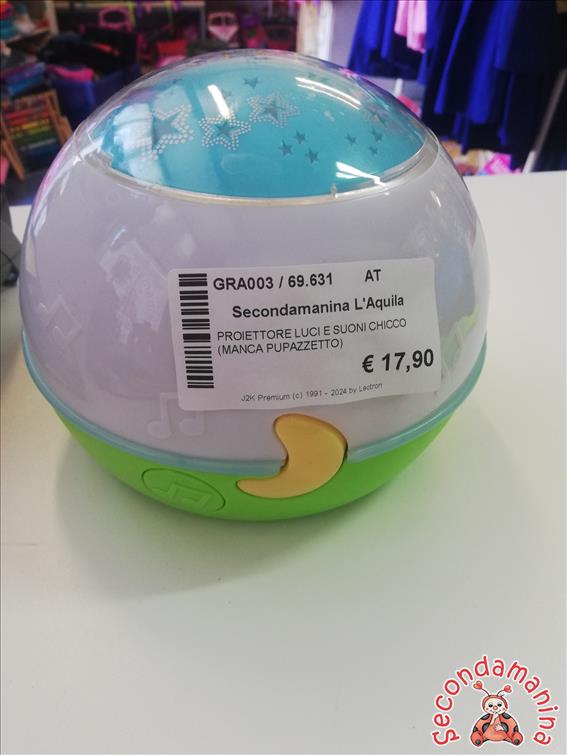 GRA003 / 69.631 AT
Secondamanina L'Aquila
PROIETTORE LUCI E SUONI CHICCO
(MANCA PUPAZZETTO)
€ 17,90
J2K Premium (c) 1991 - 2024 by Lectron
Secondamanina